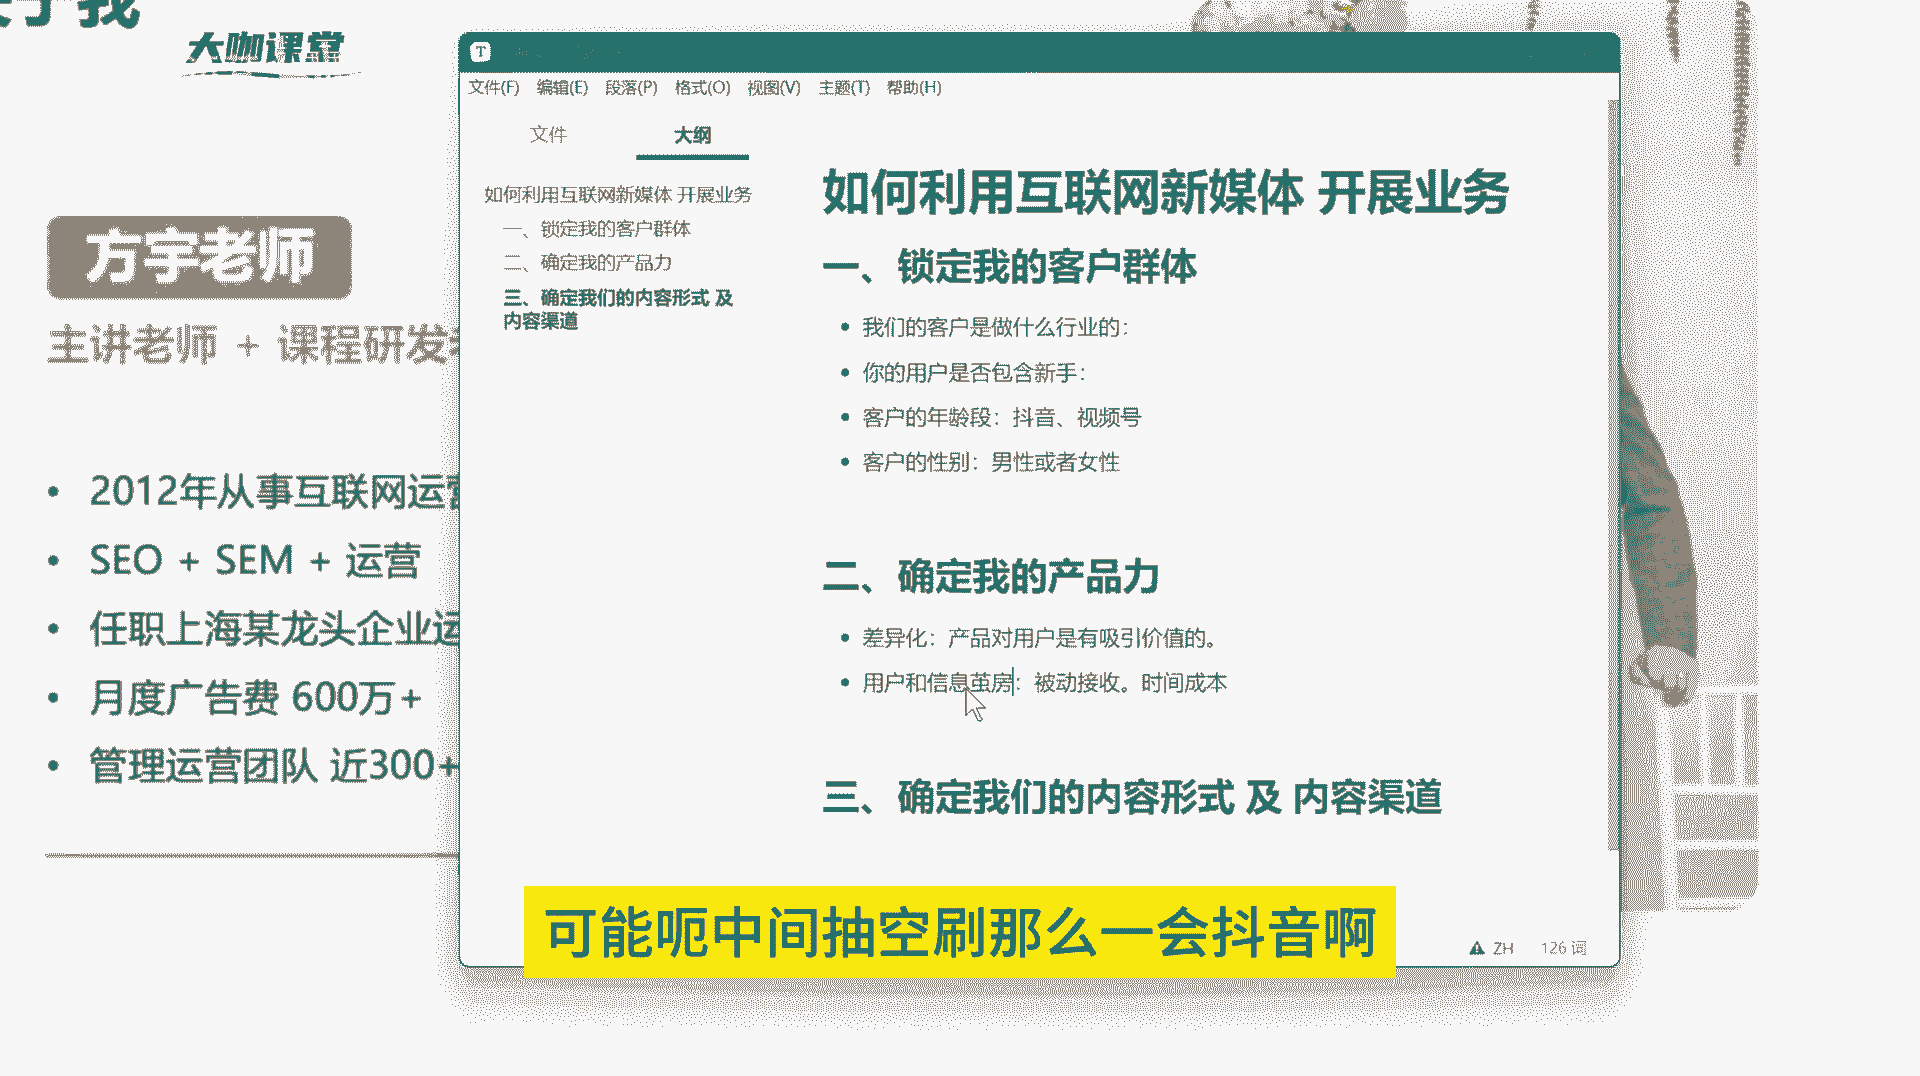 大咖课堂
方宇老师
主讲老师 + 课程研发
2012年从事互联网运营
SEO + SEM + 运营
任职上海某龙头企业运
月度广告费 600万+
管理运营团队 近300+
T
文件(F) 编辑(E) 段落(P) 格式(O) 视图(V) 主题(T) 帮助(H)
文件 大纲
如何利用互联网新媒体 开展业务
一、锁定我的客户群体
二、确定我的产品力
三、确定我们的内容形式 及
内容渠道
如何利用互联网新媒体 开展业务
一、锁定我的客户群体
我们的客户是做什么行业的：
你的用户是否包含新手：
客户的年龄段：抖音、视频号
客户的性别：男性或者女性
二、确定我的产品力
差异化：产品对用户是有吸引价值的。
用户和信息茧房：被动接收。时间成本
三、确定我们的内容形式 及 内容渠道
ZH 126 词
可能呃中间抽空刷那么一会抖音啊